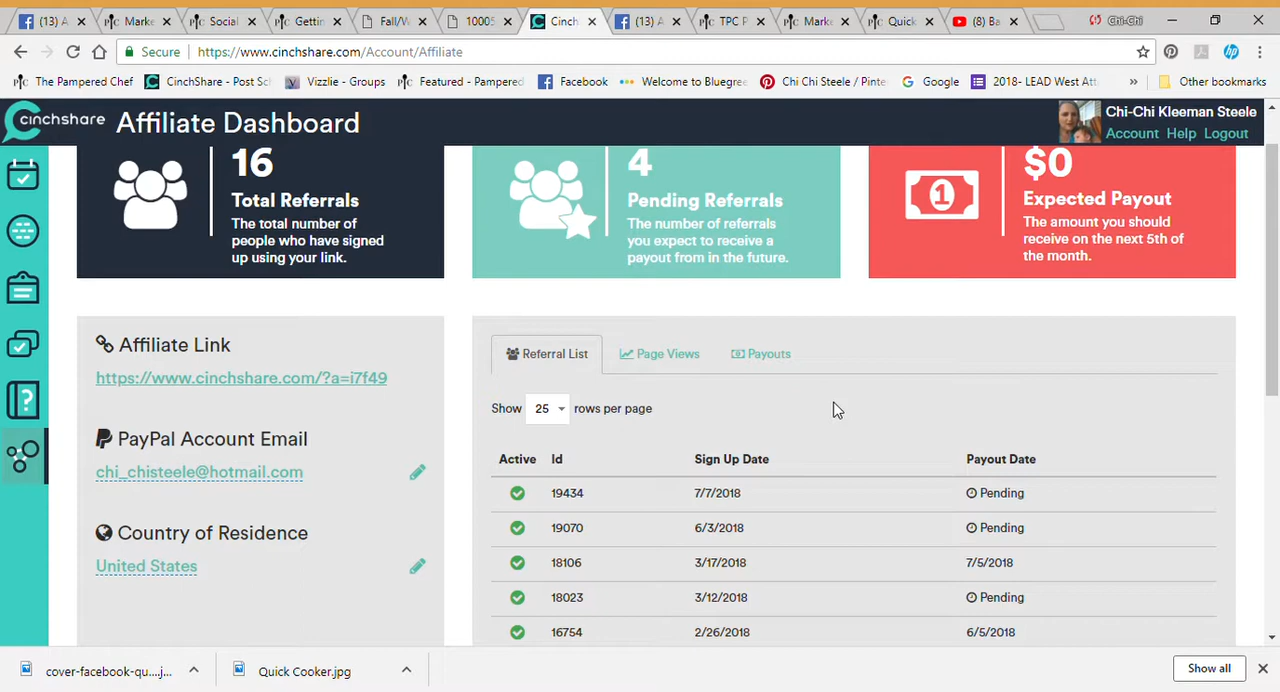 (13) A
Marke
Social
Gettin
Fall/W
10005
Cinch
(13) A
TPC P
Marke
Quick
(8) Ba
Chi-Chi
Secure https://www.cinchshare.com/Account/Affiliate
The Pampered Chef
CinchShare - Post Sch
Vizzlie - Groups
Featured - Pampered
Facebook
Welcome to Bluegre
Chi Chi Steele / Pinte
Google
2018- LEAD West Att
Other bookmarks
cinchshare
Affiliate Dashboard
Chi-Chi Kleeman Steele
Account Help Logout
16
Total Referrals
The total number of
people who have signed
up using your link.
4
Pending Referrals
The number of referrals
you expect to receive a
payout from in the future.
$0
Expected Payout
The amount you should
receive on the next 5th of
the month.
Affiliate Link
https://www.cinchshare.com/?a=i7f49
PayPal Account Email
chi_chisteele@hotmail.com
Country of Residence
United States
Referral List Page Views Payouts
Show 25 rows per page
Active Id Sign Up Date Payout Date
19434 7/7/2018 Pending
19070 6/3/2018 Pending
18106 3/17/2018 7/5/2018
18023 3/12/2018 Pending
16754 2/26/2018 6/5/2018
cover-facebook-qu....j...
Quick Cooker.jpg
Show all